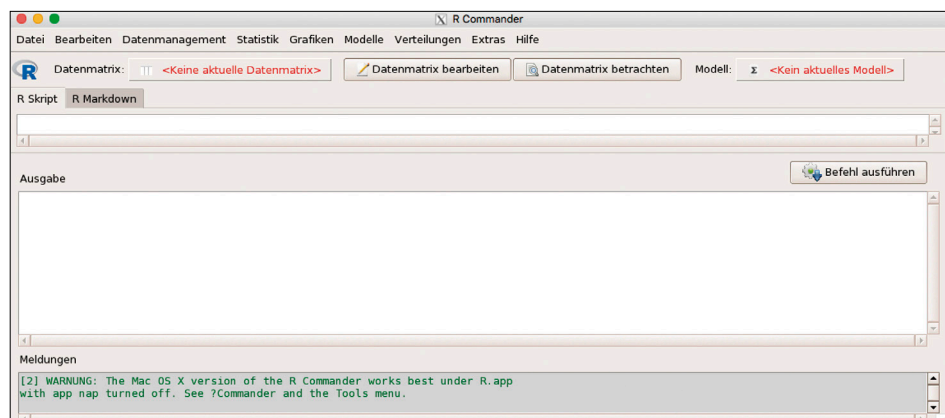 R Commander
Datei Bearbeiten Datenmanagement Statistik Grafiken Modelle Verteilungen Extras Hilfe
R Datenmatrix: <Keine aktuelle Datenmatrix> Datenmatrix bearbeiten Datenmatrix betrachten Modell: Σ <Kein aktuelles Modell>
R Skript R Markdown
Ausgabe Befehl ausführen
Meldungen
[2] WARNUNG: The Mac OS X version of the R Commander works best under R.app
with app nap turned off. See ?Commander and the Tools menu.